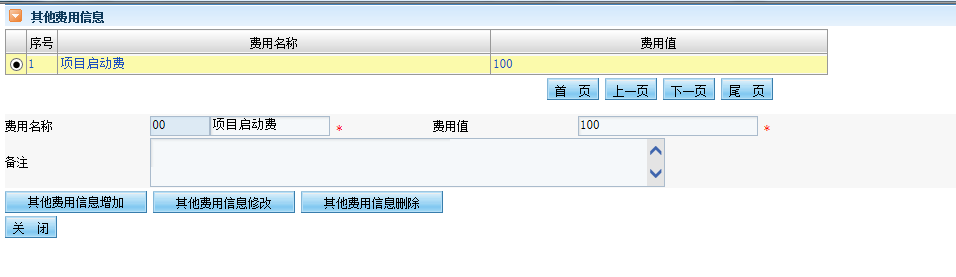 其他费用信息
序号 费用名称 费用值
1 项目启动费 100
首 页 上一页 下一页 尾 页
费用名称 00 项目启动费 * 费用值 100 *
备注
其他费用信息增加 其他费用信息修改 其他费用信息删除
关 闭